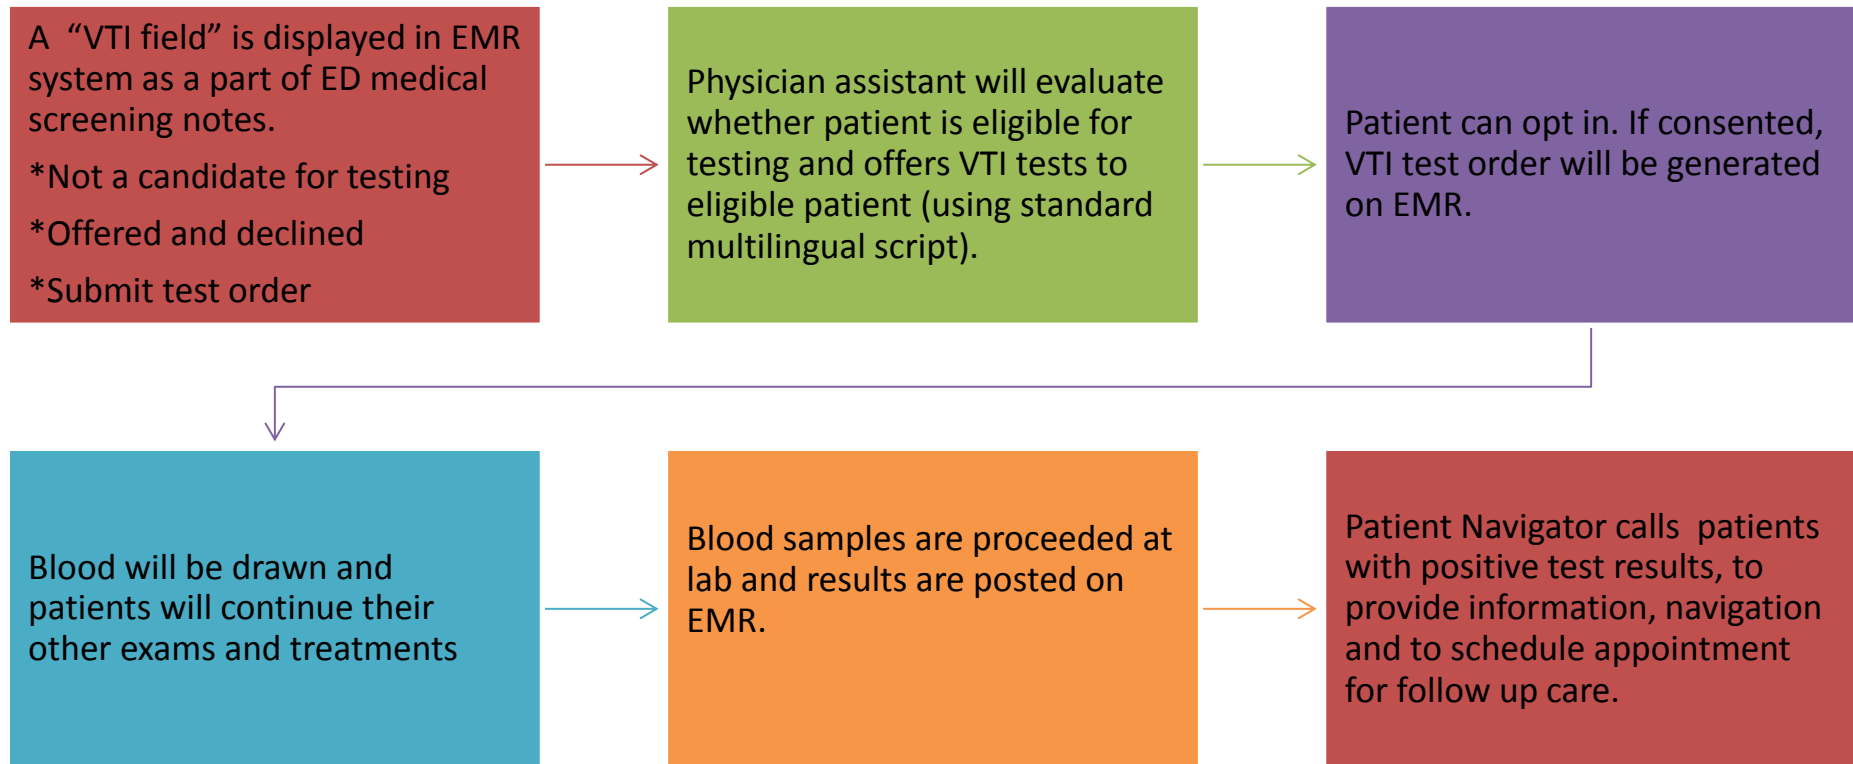 A “VTI field” is displayed in EMR
system as a part of ED medical
screening notes.
*Not a candidate for testing
*Offered and declined
*Submit test order
Physician assistant will evaluate
whether patient is eligible for
testing and offers VTI tests to
eligible patient (using standard
multilingual script).
Patient can opt in. If consented,
VTI test order will be generated
on EMR.
Blood will be drawn and
patients will continue their
other exams and treatments
Blood samples are proceeded at
lab and results are posted on
EMR.
Patient Navigator calls patients
with positive test results, to
provide information, navigation
and to schedule appointment
for follow up care.